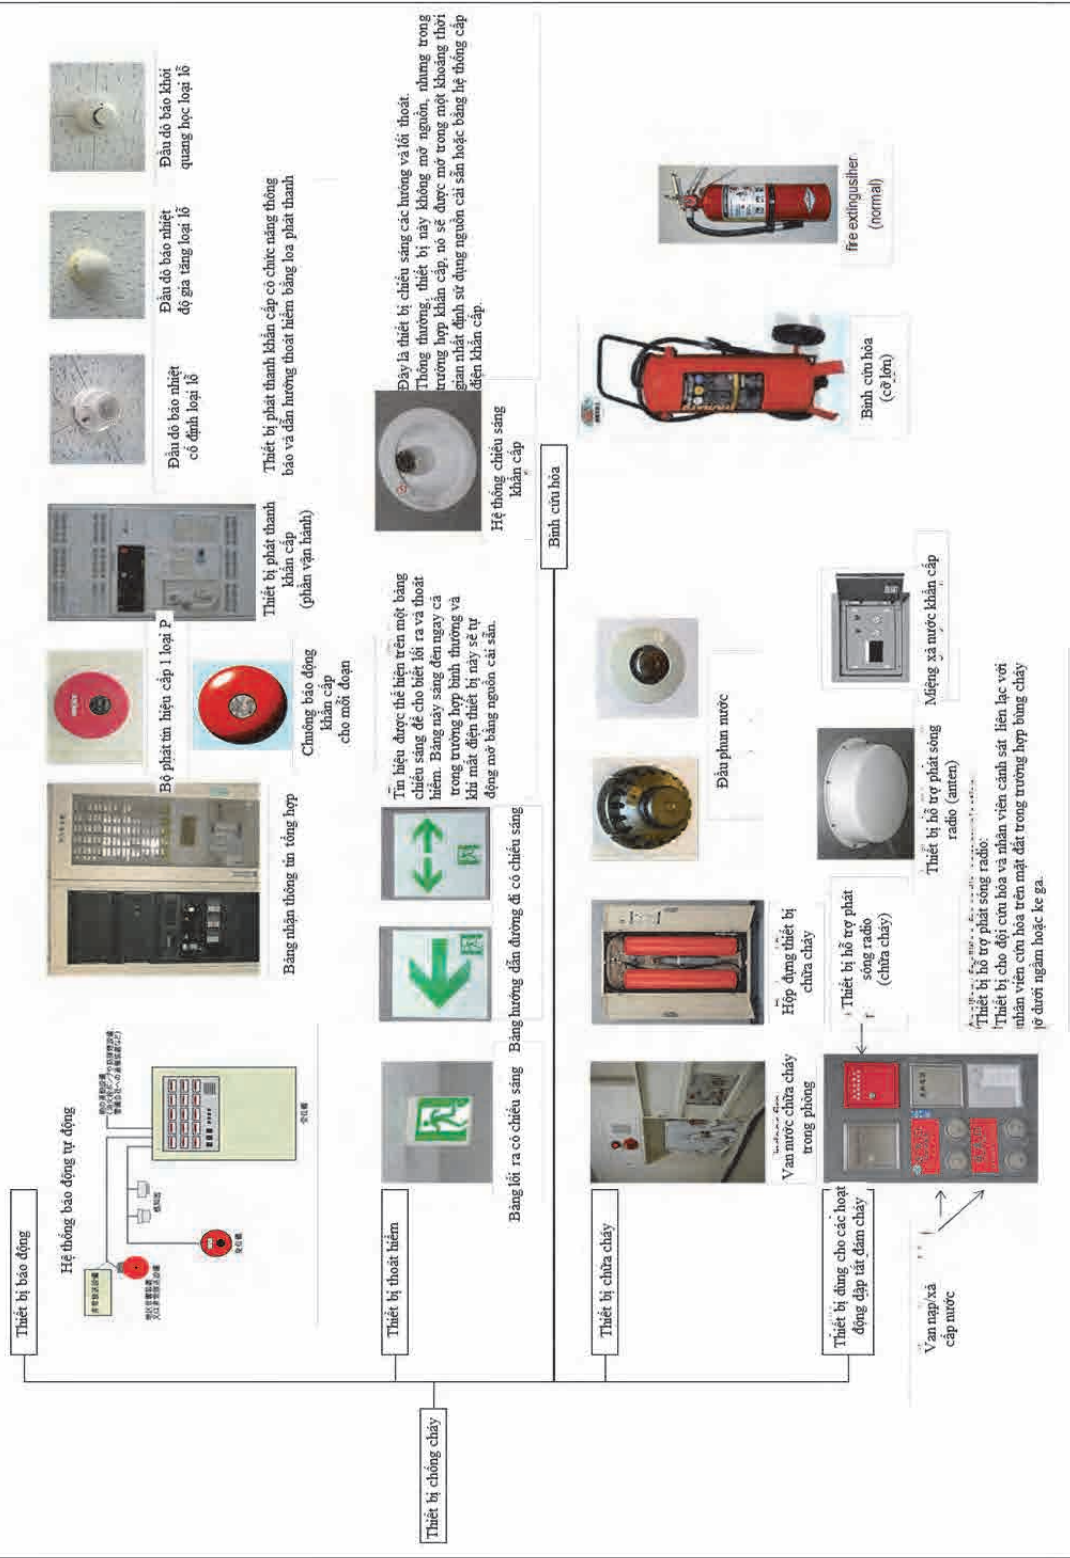 Thiết bị chống cháy
Thiết bị báo động
Hệ thống báo động tự động
非常放送設備
感知器
発信機
受信機
Bảng nhận thông tin tổng hợp
Bộ phát tín hiệu cấp 1 loại P
Chuông báo động
khẩn cấp
cho mỗi đoạn
Thiết bị phát thanh
khẩn cấp
(phần vận hành)
Đầu dò báo nhiệt
cố định loại lỗ
Đầu dò báo nhiệt
độ gia tăng loại lỗ
Đầu dò báo khói
quang học loại lỗ
Thiết bị phát thanh khẩn cấp có chức năng thông
báo và dẫn hướng thoát hiểm bằng loa phát thanh
Thiết bị thoát hiểm
Bảng lối ra có chiếu sáng
Bảng hướng dẫn đường đi có chiếu sáng
Tín hiệu được thể hiện trên một bảng
chiếu sáng để cho biết lối ra và thoát
hiểm. Bảng này sáng đèn ngay cả
trong trường hợp bình thường và
khi mất điện thiết bị này sẽ tự
động mở bằng nguồn cài sẵn.
Hệ thống chiếu sáng
khẩn cấp
Đây là thiết bị chiếu sáng các hướng và lối thoát.
Thông thường, thiết bị này không mở nguồn, nhưng trong
trường hợp khẩn cấp, nó sẽ được mở trong một khoảng thời
gian nhất định sử dụng nguồn cài sẵn hoặc bằng hệ thống cấp
điện khẩn cấp.
Bình cứu hỏa
Bình cứu hỏa
(cỡ lớn)
fire extingusiher
(normal)
Thiết bị chữa cháy
Van nước chữa cháy
trong phòng
Hộp đựng thiết bị
chữa cháy
Đầu phun nước
Thiết bị dùng cho các hoạt
động dập tắt đám cháy
Van nạp/xả
cấp nước
Thiết bị hỗ trợ phát
sóng radio
(chữa cháy)
Thiết bị hỗ trợ phát sóng
radio (anten)
Miệng xả nước khẩn cấp
Thiết bị hỗ trợ phát sóng radio:
Thiết bị cho đội cứu hỏa và nhân viên cảnh sát liên lạc với
nhân viên cứu hỏa trên mặt đất trong trường hợp bùng cháy
ở dưới ngầm hoặc ke ga.